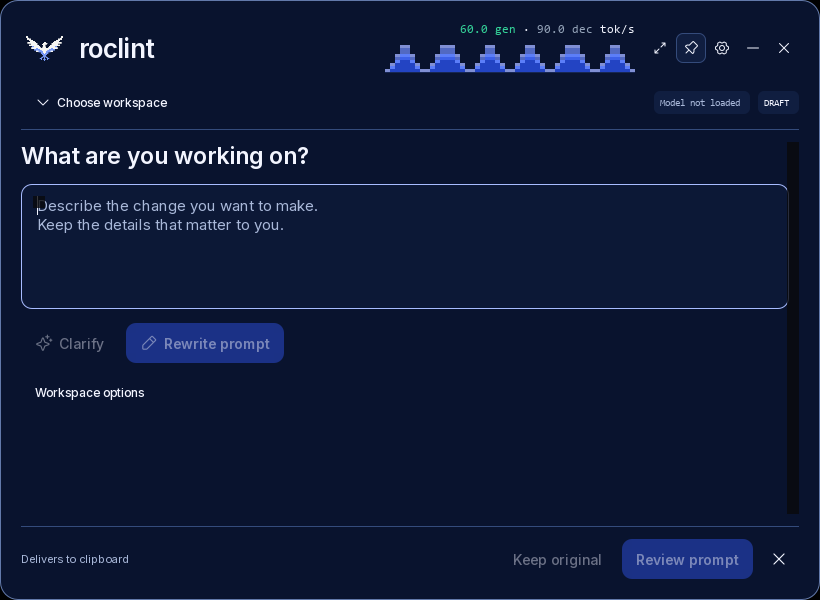 60.0 gen · 90.0 dec tok/s
roclint
Choose workspace
Model not loaded
DRAFT
What are you working on?
Describe the change you want to make.
Keep the details that matter to you.
Clarify
Rewrite prompt
Workspace options
Delivers to clipboard
Keep original
Review prompt